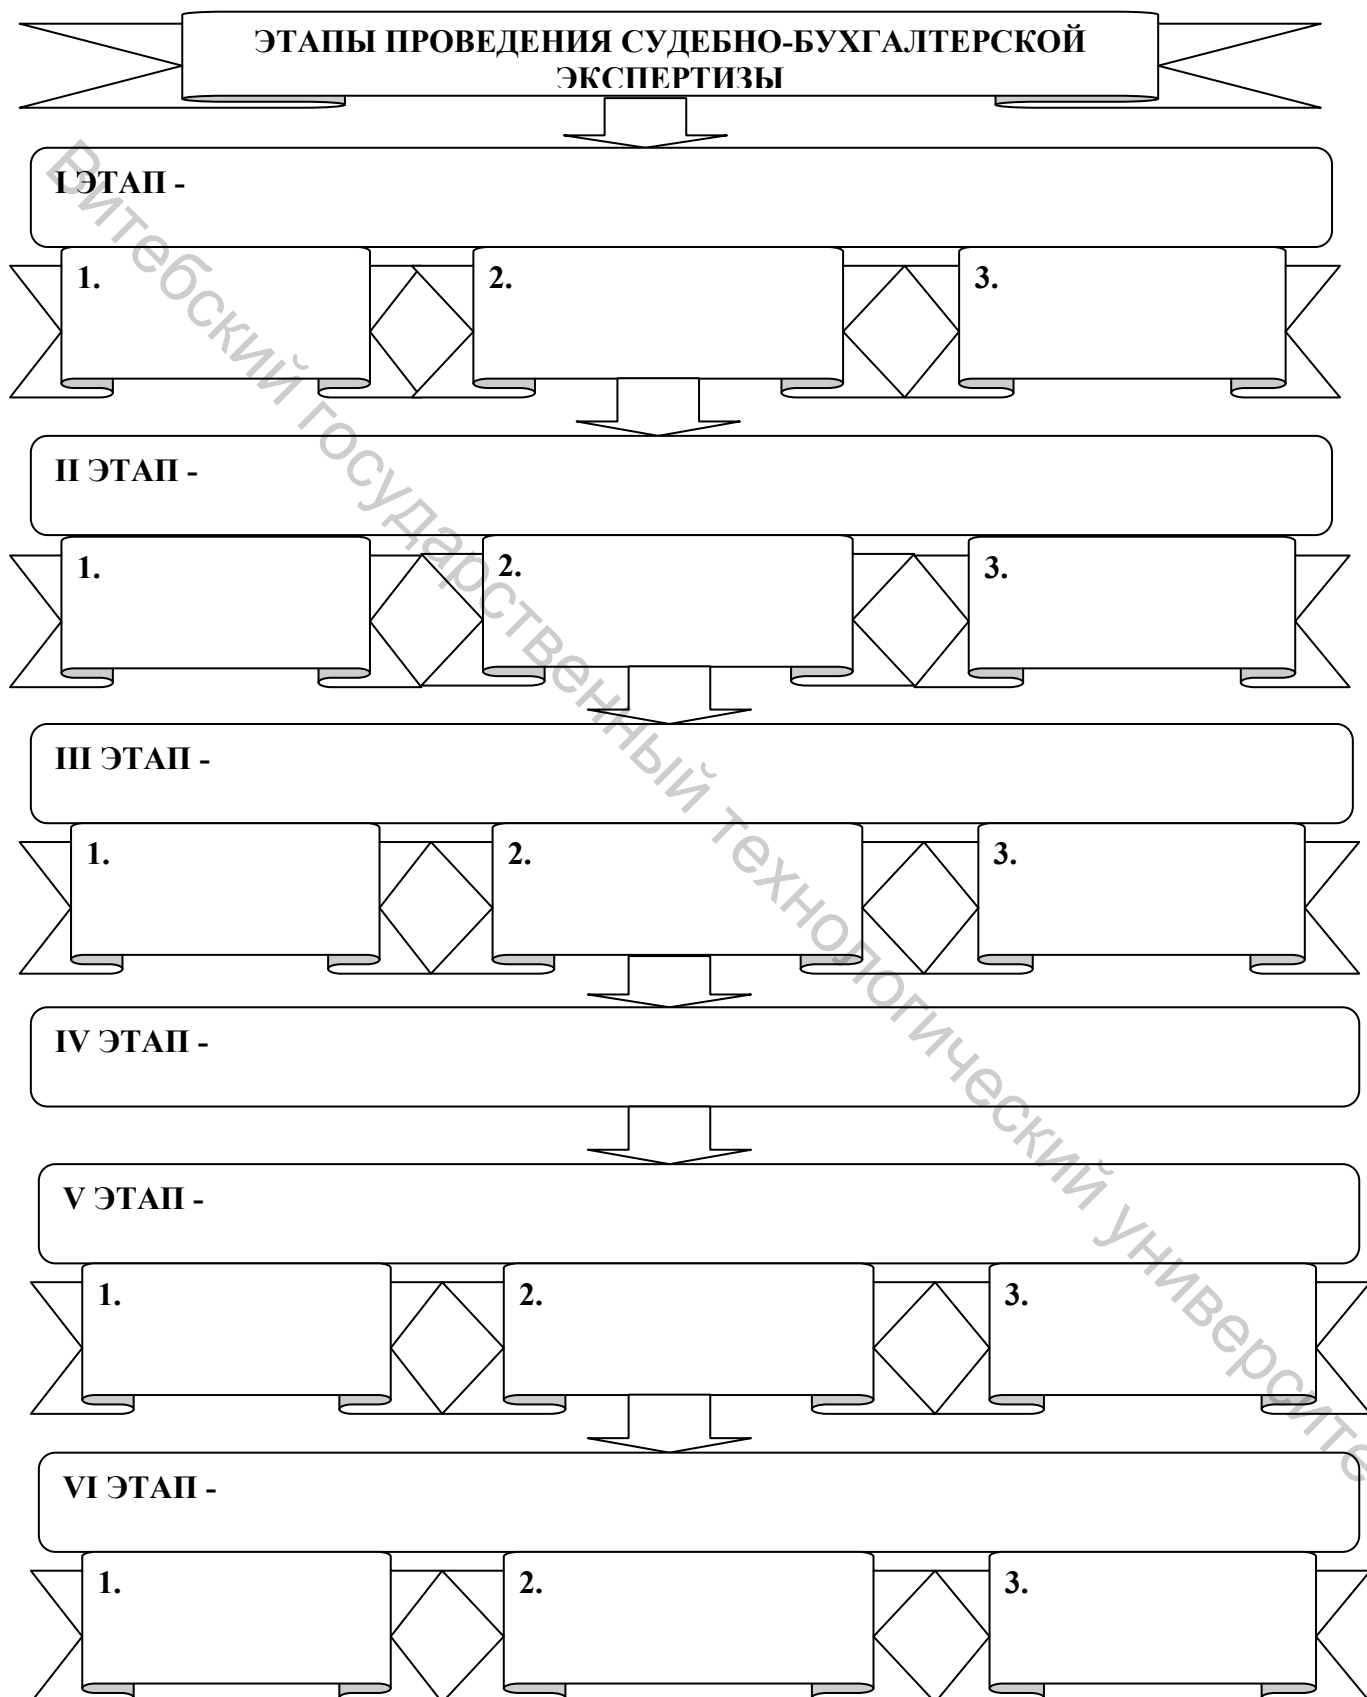 ЭТАПЫ ПРОВЕДЕНИЯ СУДЕБНО-БУХГАЛТЕРСКОЙ
ЭКСПЕРТИЗЫ
I ЭТАП -
1.
2.
3.
II ЭТАП -
1.
2.
3.
III ЭТАП -
1.
2.
3.
IV ЭТАП -
V ЭТАП -
1.
2.
3.
VI ЭТАП -
1.
2.
3.
Витебский государственный технологический университе